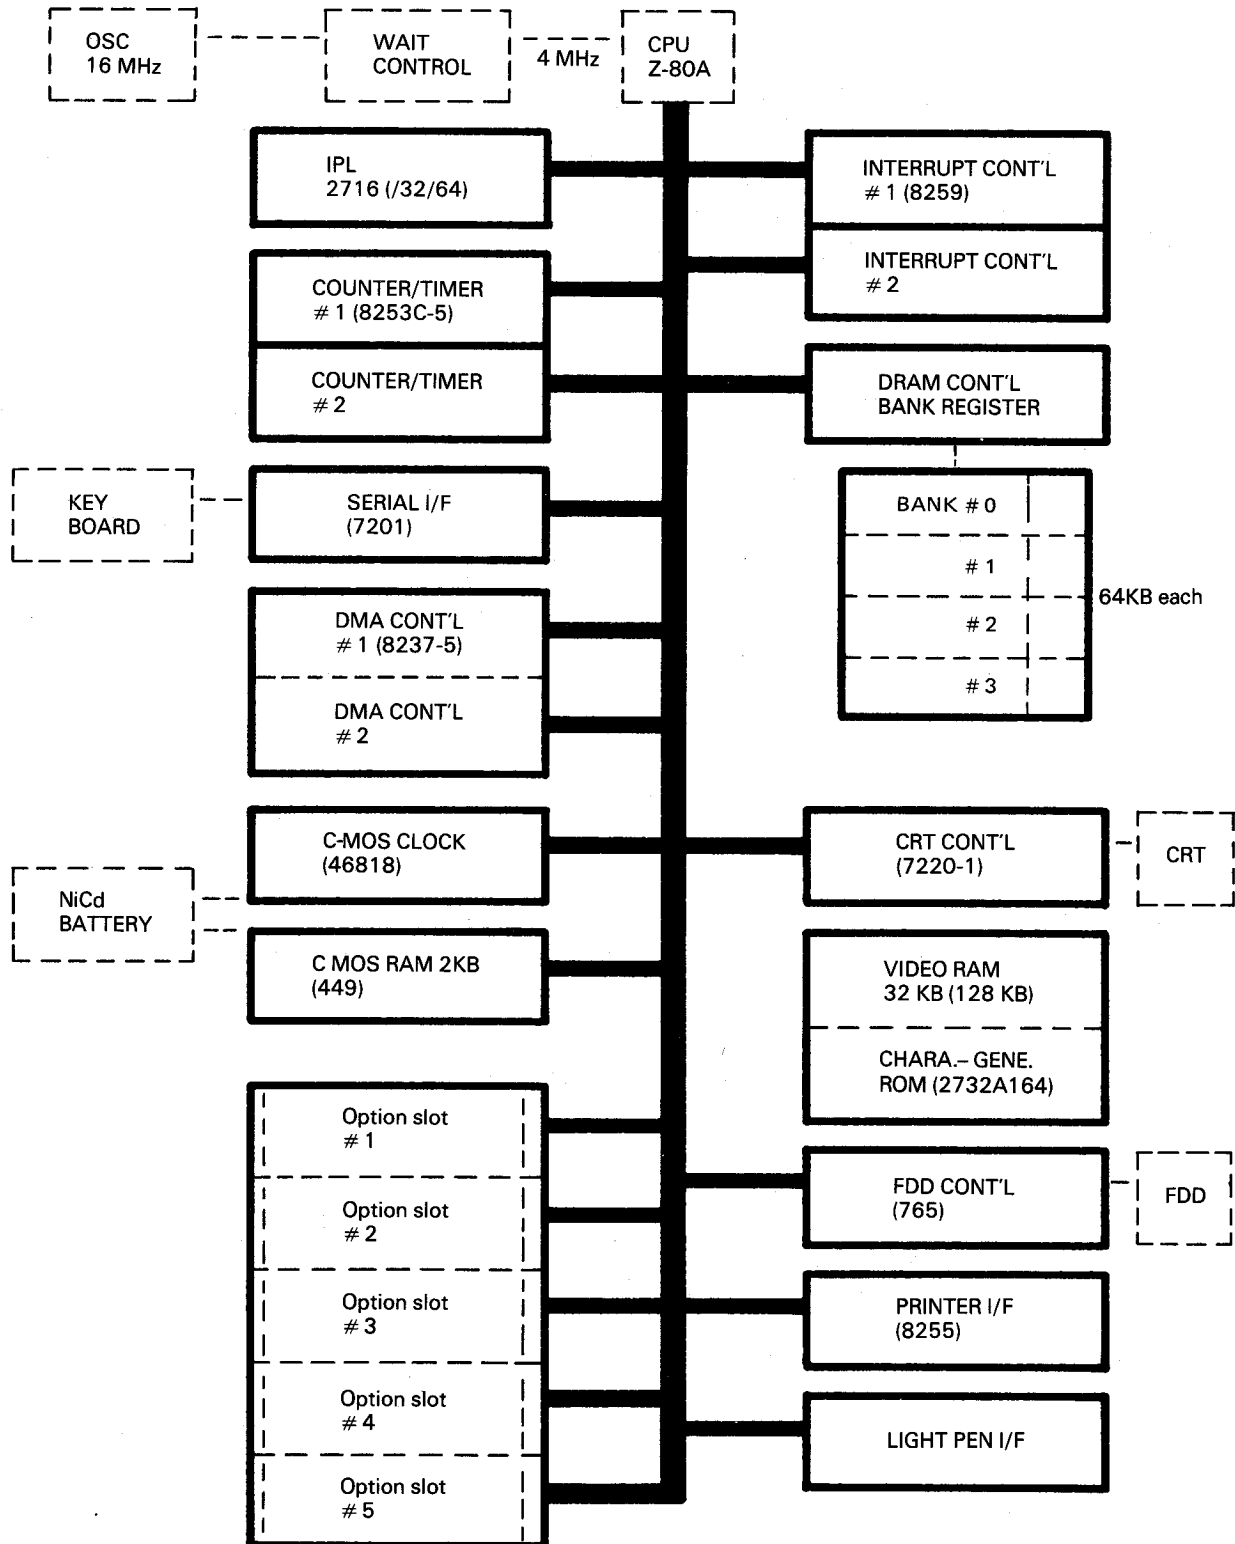 OSC
16 MHz
WAIT
CONTROL
4 MHz
CPU
Z-80A
IPL
2716 (/32/64)
INTERRUPT CONT'L
# 1 (8259)
INTERRUPT CONT'L
# 2
COUNTER/TIMER
# 1 (8253C-5)
COUNTER/TIMER
# 2
DRAM CONT'L
BANK REGISTER
KEY
BOARD
SERIAL I/F
(7201)
BANK # 0
# 1
# 2
# 3
64KB each
DMA CONT'L
# 1 (8237-5)
DMA CONT'L
# 2
C-MOS CLOCK
(46818)
CRT CONT'L
(7220-1)
CRT
NiCd
BATTERY
C MOS RAM 2KB
(449)
VIDEO RAM
32 KB (128 KB)
CHARA.– GENE.
ROM (2732A164)
Option slot
# 1
Option slot
# 2
Option slot
# 3
Option slot
# 4
Option slot
# 5
FDD CONT'L
(765)
FDD
PRINTER I/F
(8255)
LIGHT PEN I/F